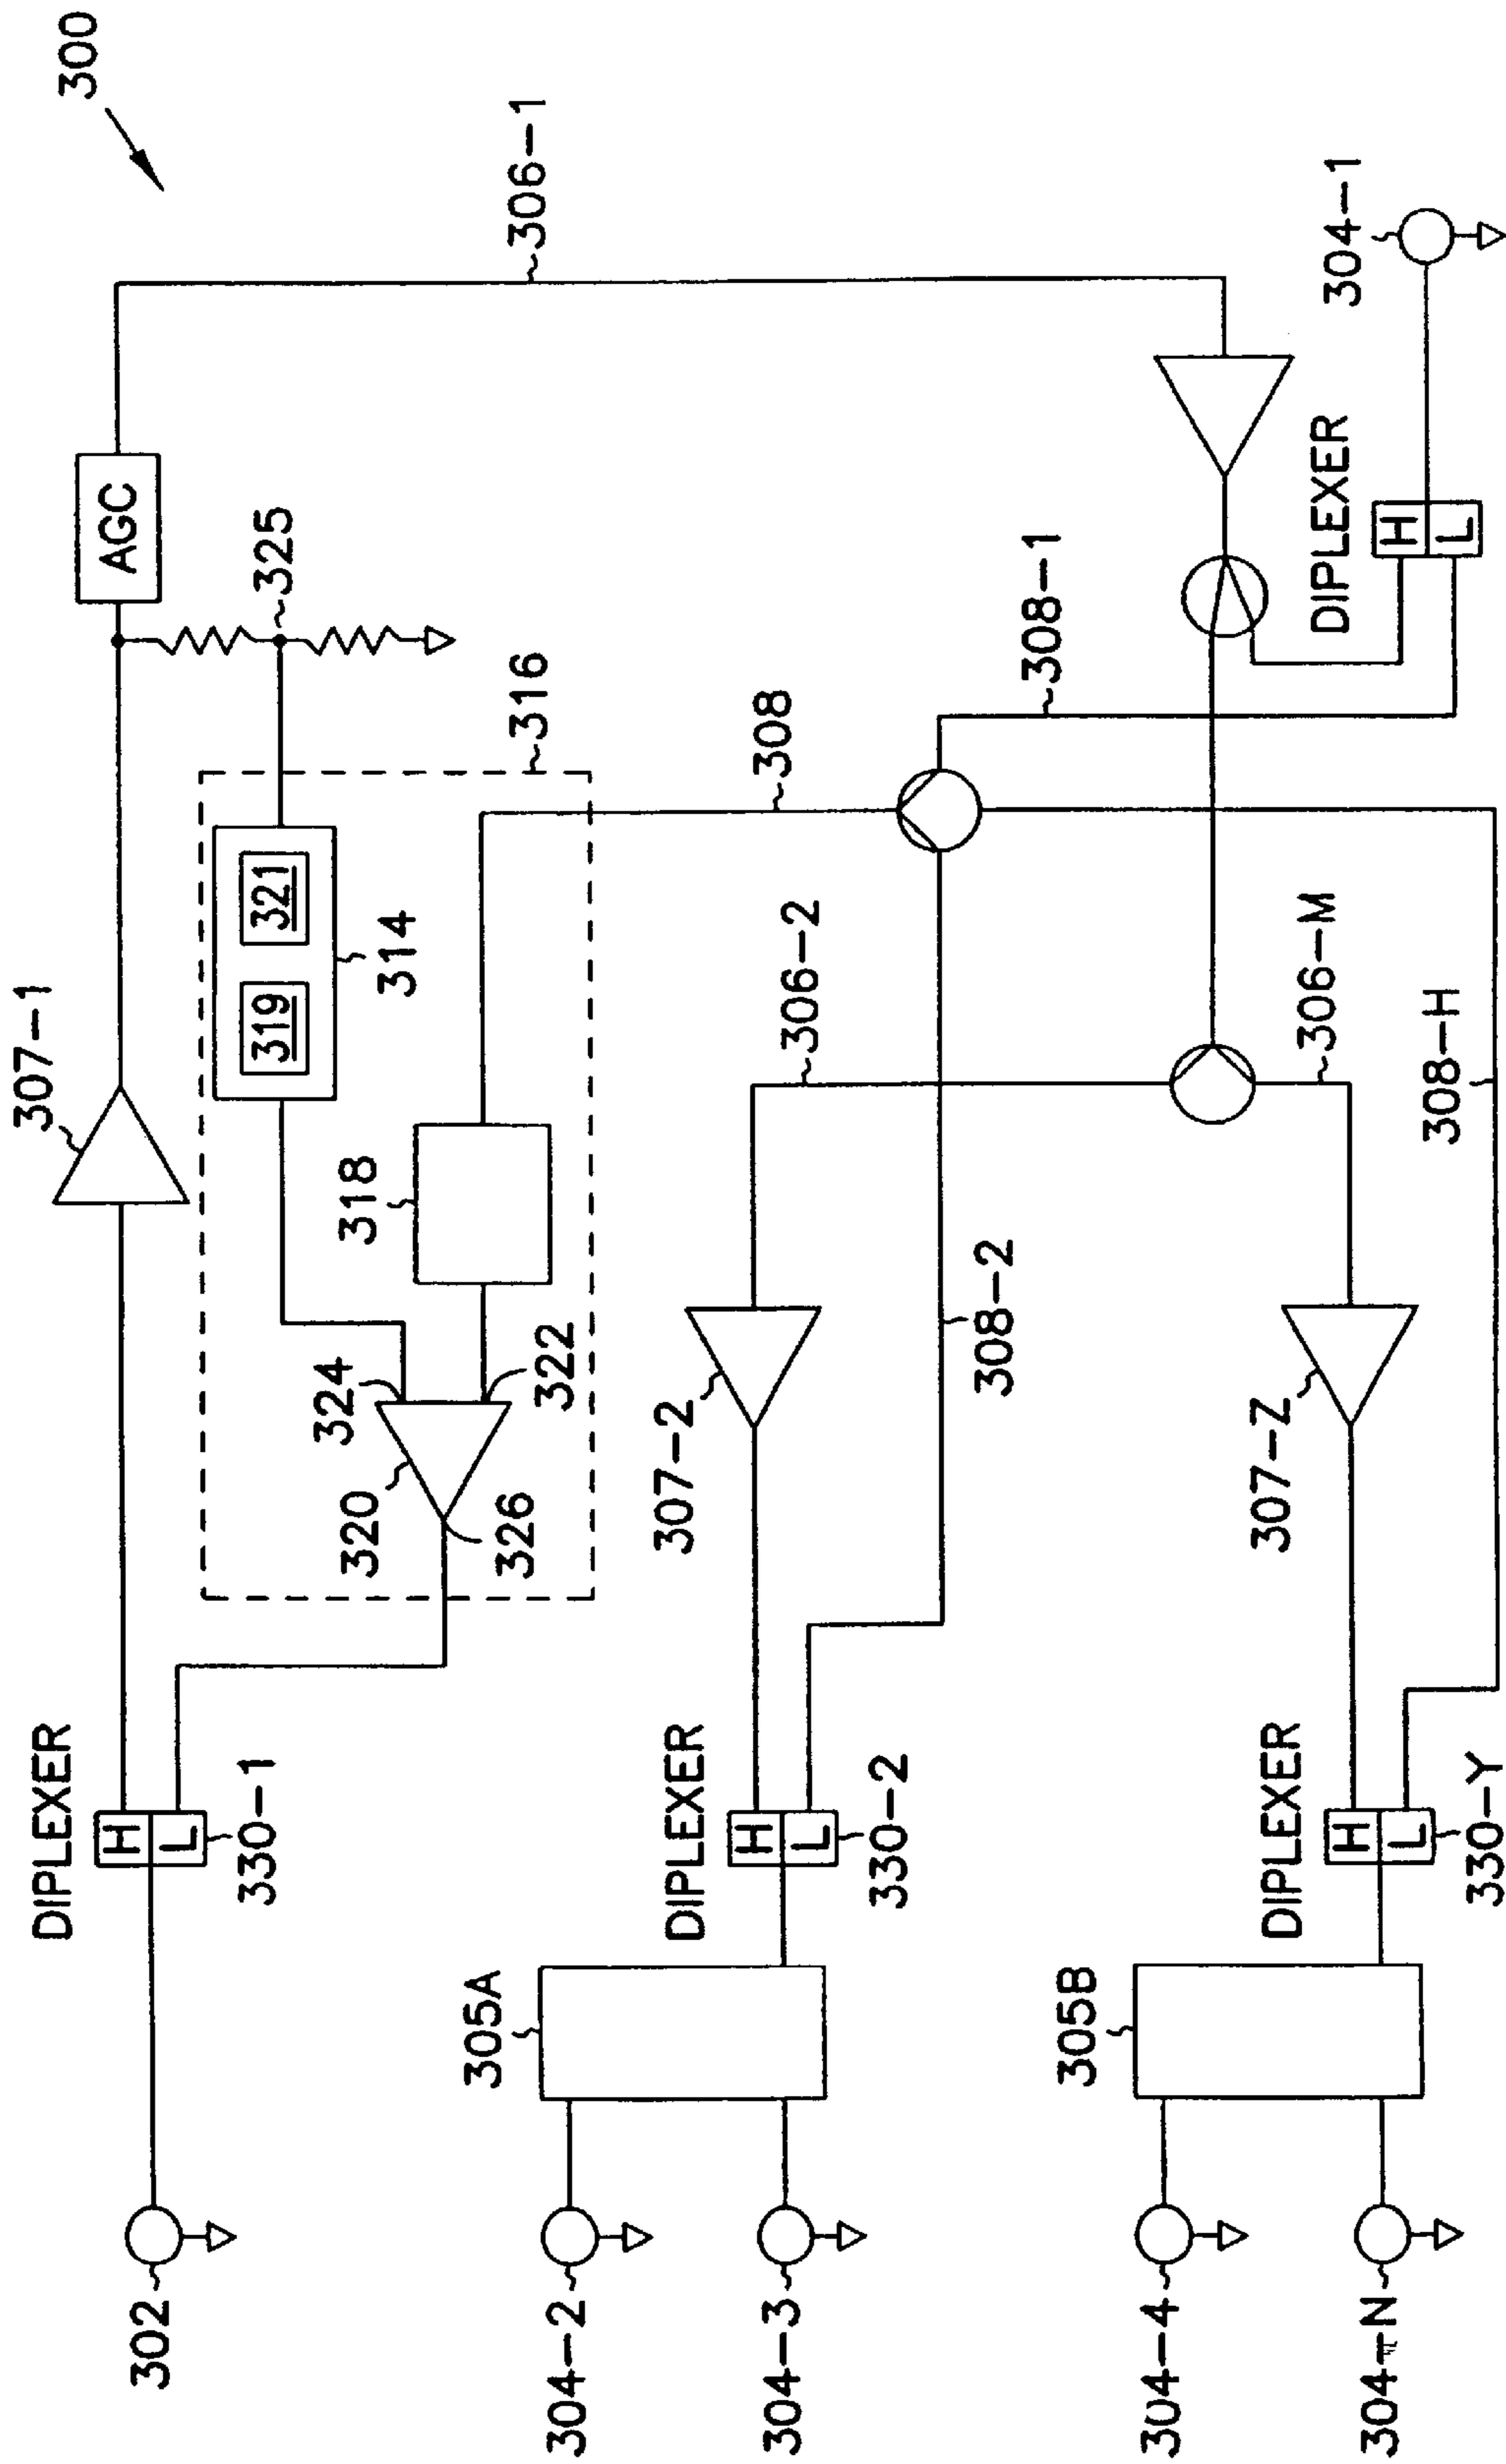 300
306-1
AGC
325
307-1
321
319
314
316
318
324
322
320
326
DIPLEXER
H
L
330-1
302
308
308-1
304-1
DIPLEXER
H
L
306-2
306-M
308-H
308-2
307-2
307-Z
DIPLEXER
H
L
330-2
305A
304-2
304-3
DIPLEXER
H
L
330-Y
305B
304-4
304-N